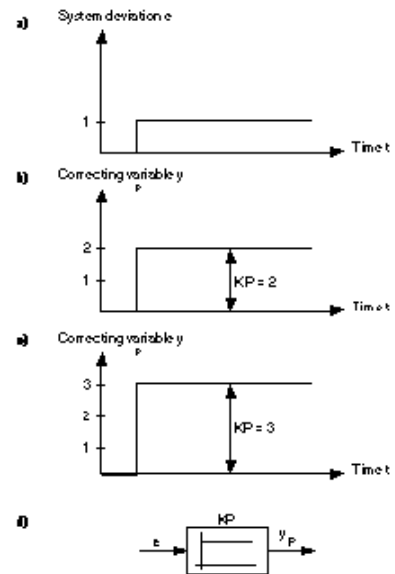 a)
System deviation e
1
Time t
b)
Correcting variable y
p
2
1
KP = 2
Time t
c)
Correcting variable y
p
3
2
1
KP = 3
Time t
d)
KP
e
y
p